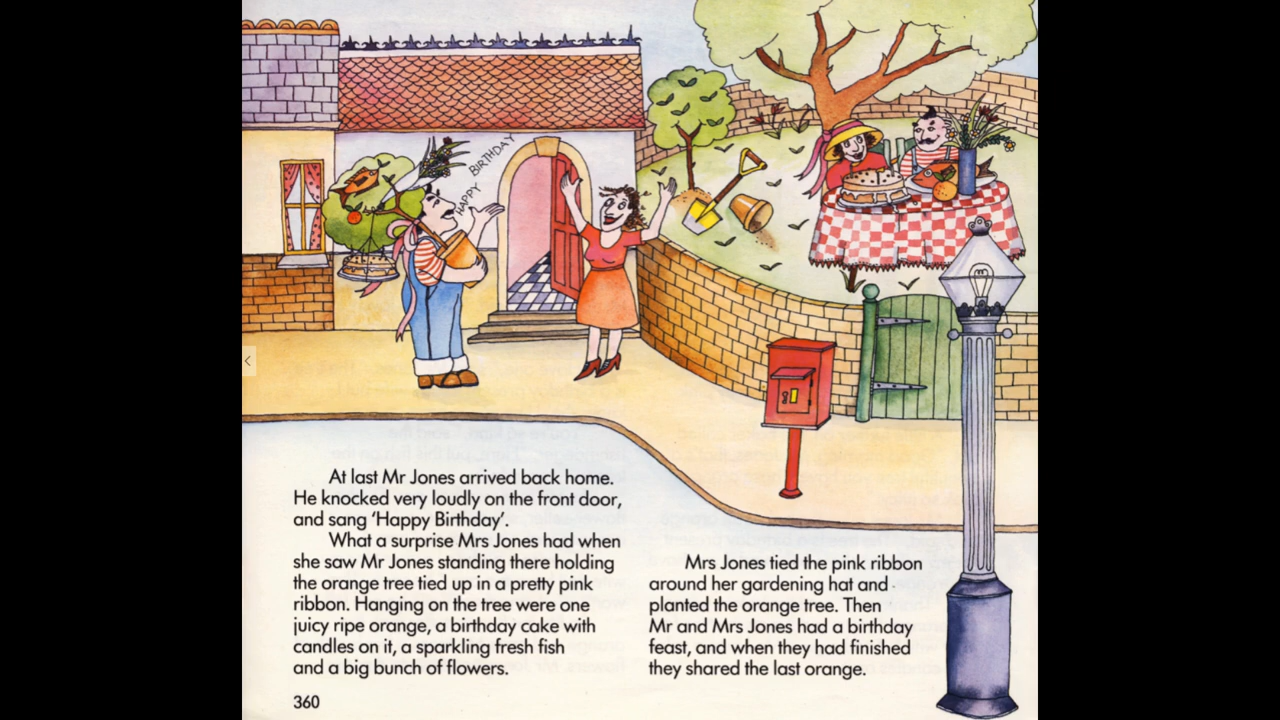 HAPPY BIRTHDAY
At last Mr Jones arrived back home.
He knocked very loudly on the front door,
and sang ‘Happy Birthday’.
What a surprise Mrs Jones had when
she saw Mr Jones standing there holding
the orange tree tied up in a pretty pink
ribbon. Hanging on the tree were one
juicy ripe orange, a birthday cake with
candles on it, a sparkling fresh fish
and a big bunch of flowers.
360
Mrs Jones tied the pink ribbon
around her gardening hat and
planted the orange tree. Then
Mr and Mrs Jones had a birthday
feast, and when they had finished
they shared the last orange.